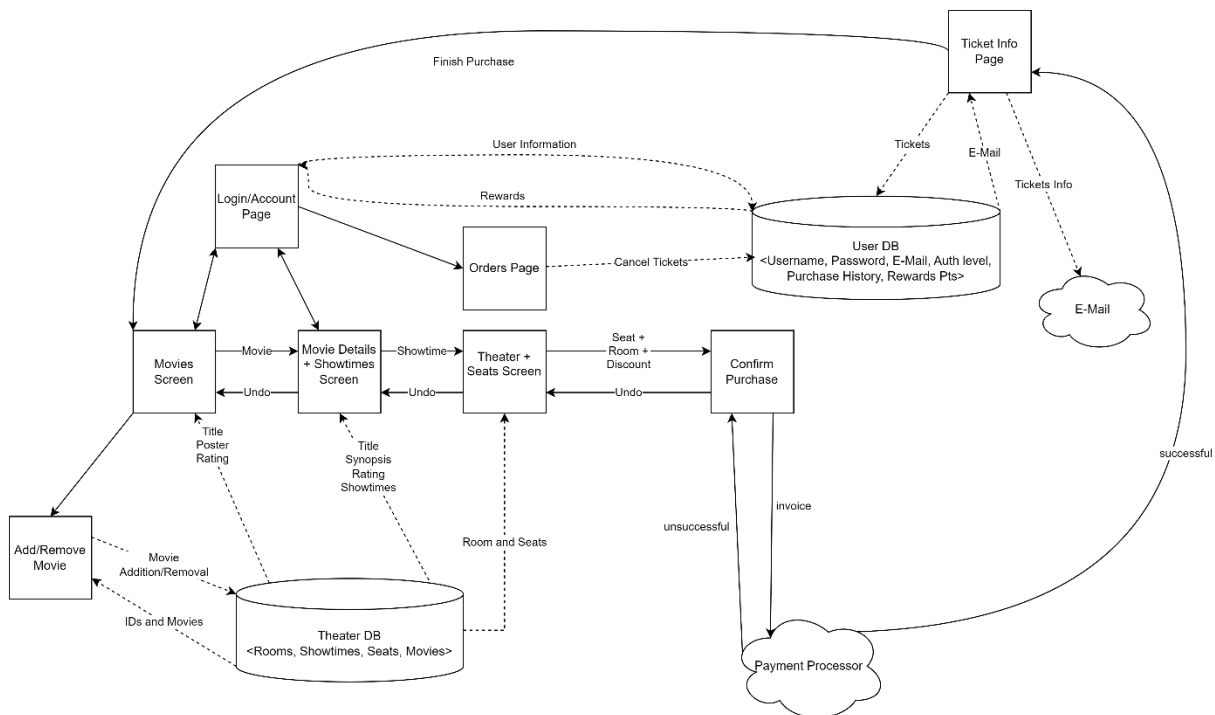 Ticket Info
Page
Finish Purchase
User Information
Tickets
E-Mail
Tickets Info
Login/Account
Page
Rewards
Orders Page
Cancel Tickets
User DB
<Username, Password, E-Mail, Auth level,
Purchase History, Rewards Pts>
E-Mail
Movies
Screen
Movie
Undo
Movie Details
+ Showtimes
Screen
Showtime
Undo
Theater +
Seats Screen
Seat +
Room +
Discount
Undo
Confirm
Purchase
Title
Poster
Rating
Title
Synopsis
Rating
Showtimes
Room and Seats
unsuccessful
invoice
successful
Add/Remove
Movie
Movie
Addition/Removal
IDs and Movies
Theater DB
<Rooms, Showtimes, Seats, Movies>
Payment Processor